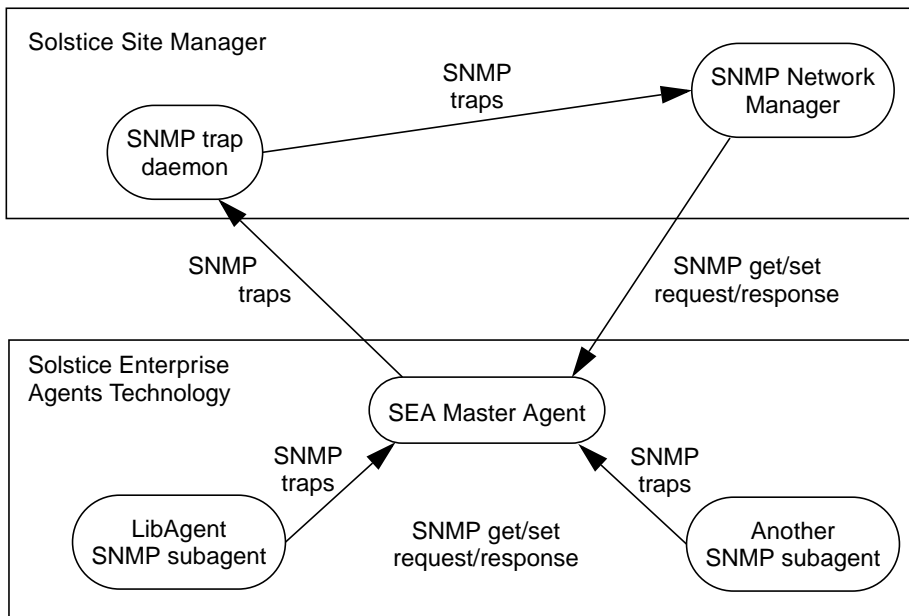 Solstice Site Manager
SNMP
traps
SNMP Network
Manager
SNMP trap
daemon
SNMP
traps
SNMP get/set
request/response
Solstice Enterprise
Agents Technology
SEA Master Agent
SNMP
traps
SNMP
traps
LibAgent
SNMP subagent
SNMP get/set
request/response
Another
SNMP subagent